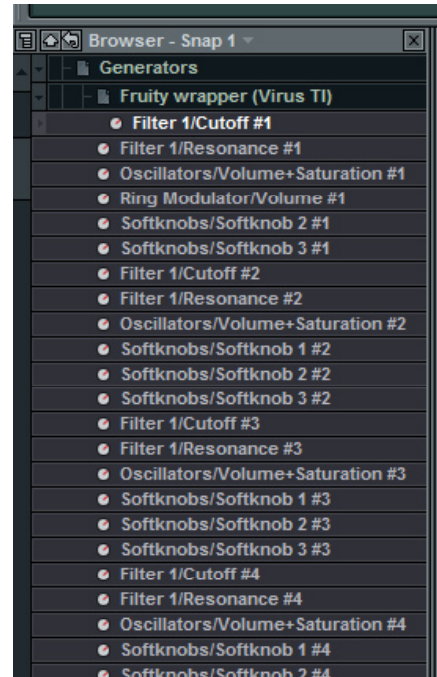 Browser - Snap 1
Generators
Fruity wrapper (Virus TI)
Filter 1/Cutoff #1
Filter 1/Resonance #1
Oscillators/Volume+Saturation #1
Ring Modulator/Volume #1
Softknobs/Softknob 2 #1
Softknobs/Softknob 3 #1
Filter 1/Cutoff #2
Filter 1/Resonance #2
Oscillators/Volume+Saturation #2
Softknobs/Softknob 1 #2
Softknobs/Softknob 2 #2
Softknobs/Softknob 3 #2
Filter 1/Cutoff #3
Filter 1/Resonance #3
Oscillators/Volume+Saturation #3
Softknobs/Softknob 1 #3
Softknobs/Softknob 2 #3
Softknobs/Softknob 3 #3
Filter 1/Cutoff #4
Filter 1/Resonance #4
Oscillators/Volume+Saturation #4
Softknobs/Softknob 1 #4
Softknobs/Softknob 2 #4